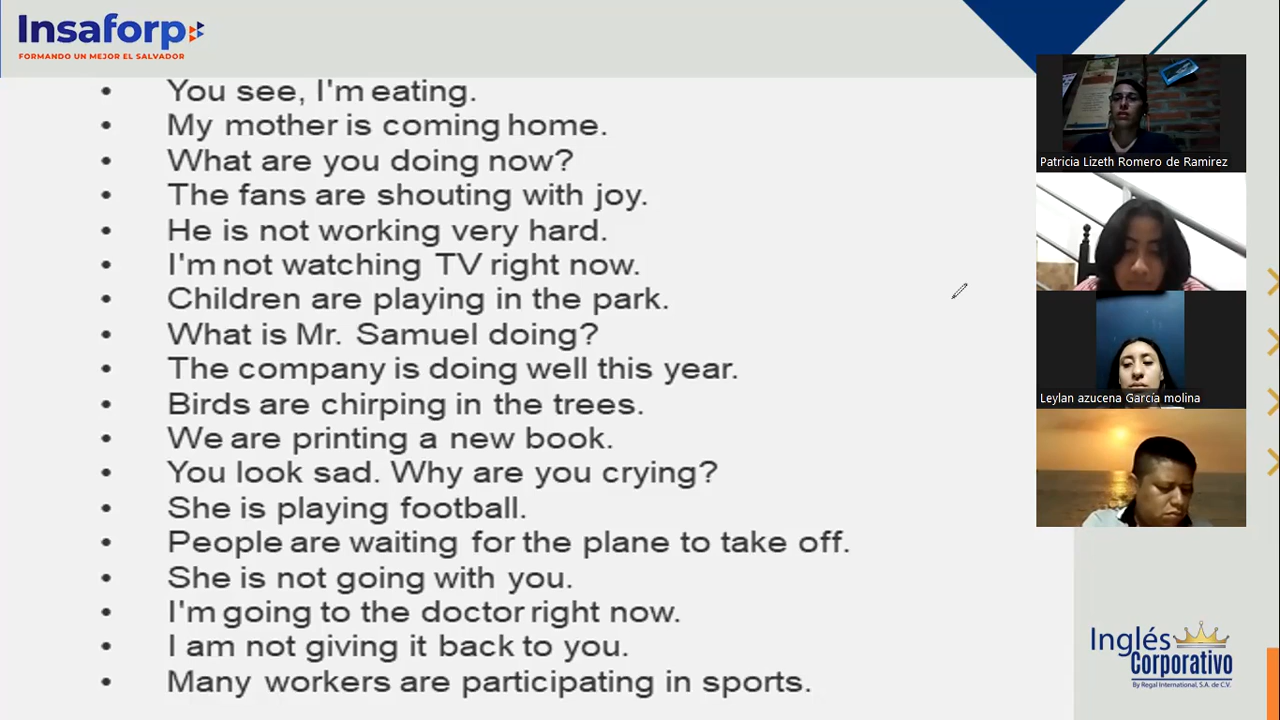 Insaforp
FORMANDO UN MEJOR EL SALVADOR
• You see, I'm eating.
• My mother is coming home.
• What are you doing now?
• The fans are shouting with joy.
• He is not working very hard.
• I'm not watching TV right now.
• Children are playing in the park.
• What is Mr. Samuel doing?
• The company is doing well this year.
• Birds are chirping in the trees.
• We are printing a new book.
• You look sad. Why are you crying?
• She is playing football.
• People are waiting for the plane to take off.
• She is not going with you.
• I'm going to the doctor right now.
• I am not giving it back to you.
• Many workers are participating in sports.
Patricia Lizeth Romero de Ramirez
Leylan azucena García molina
Inglés
Corporativo
By Regal International, S.A. de C.V.